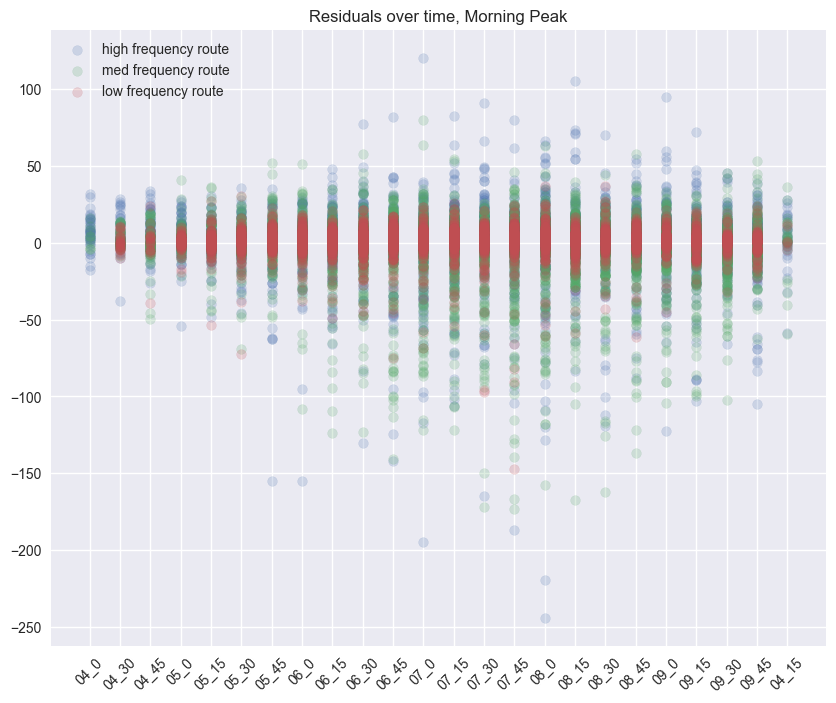 Residuals over time, Morning Peak
high frequency route
med frequency route
low frequency route
100
50
0
−50
−100
−150
−200
−250
04_0 04_30 04_45 05_0 05_15 05_30 05_45 06_0 06_15 06_30 06_45 07_0 07_15 07_30 07_45 08_0 08_15 08_30 08_45 09_0 09_15 09_30 09_45 04_15